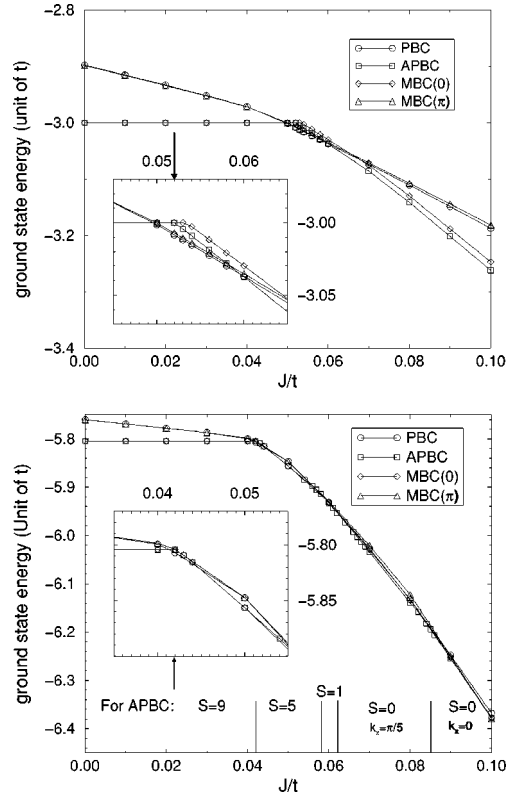 −2.8
−3.0
−3.2
−3.4
ground state energy (unit of t)
PBC
APBC
MBC(0)
MBC(π)
0.05
0.06
−3.00
−3.05
0.00
0.02
0.04
0.06
0.08
0.10
J/t
−5.8
−5.9
−6.0
−6.1
−6.2
−6.3
−6.4
ground state energy (Unit of t)
PBC
APBC
MBC(0)
MBC(π)
0.04
0.05
−5.80
−5.85
For APBC:
S=9
S=5
S=1
S=0
kx=π/5
S=0
kx=0
0.00
0.02
0.04
0.06
0.08
0.10
J/t